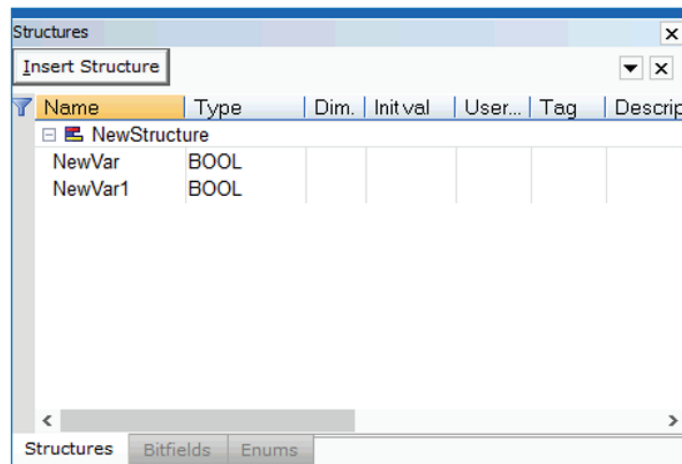 Structures
Insert Structure
Name Type Dim. Init val User... Tag Descrip
NewStructure
NewVar BOOL
NewVar1 BOOL
Structures Bitfields Enums